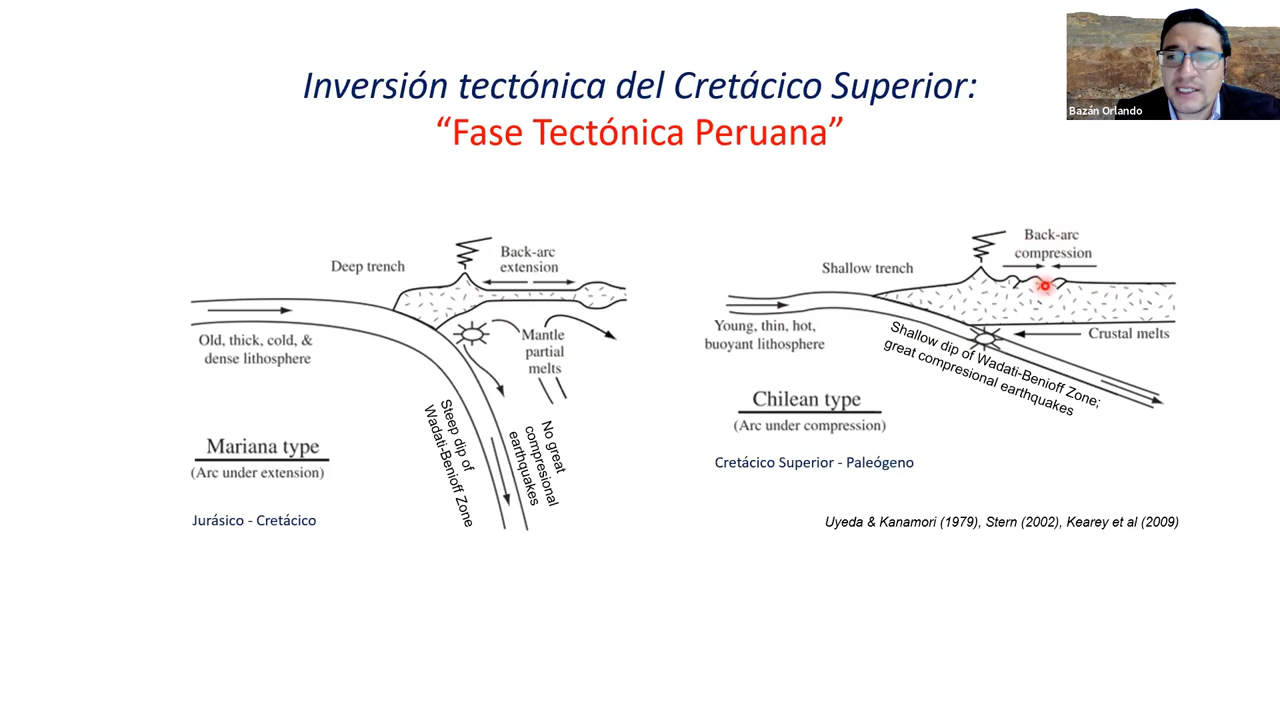 Inversión tectónica del Cretácico Superior:
“Fase Tectónica Peruana”
Bazán Orlando
Deep trench
Back-arc
extension
Old, thick, cold, &
dense lithosphere
Mantle
partial
melts
Steep dip of
Wadati-Benioff Zone
No great
compresional
earthquakes
Mariana type
(Arc under extension)
Jurásico - Cretácico
Shallow trench
Back-arc
compression
Young, thin, hot,
buoyant lithosphere
Crustal melts
Shallow dip of Wadati-Benioff Zone;
great compresional earthquakes
Chilean type
(Arc under compression)
Cretácico Superior - Paleógeno
Uyeda & Kanamori (1979), Stern (2002), Kearey et al (2009)